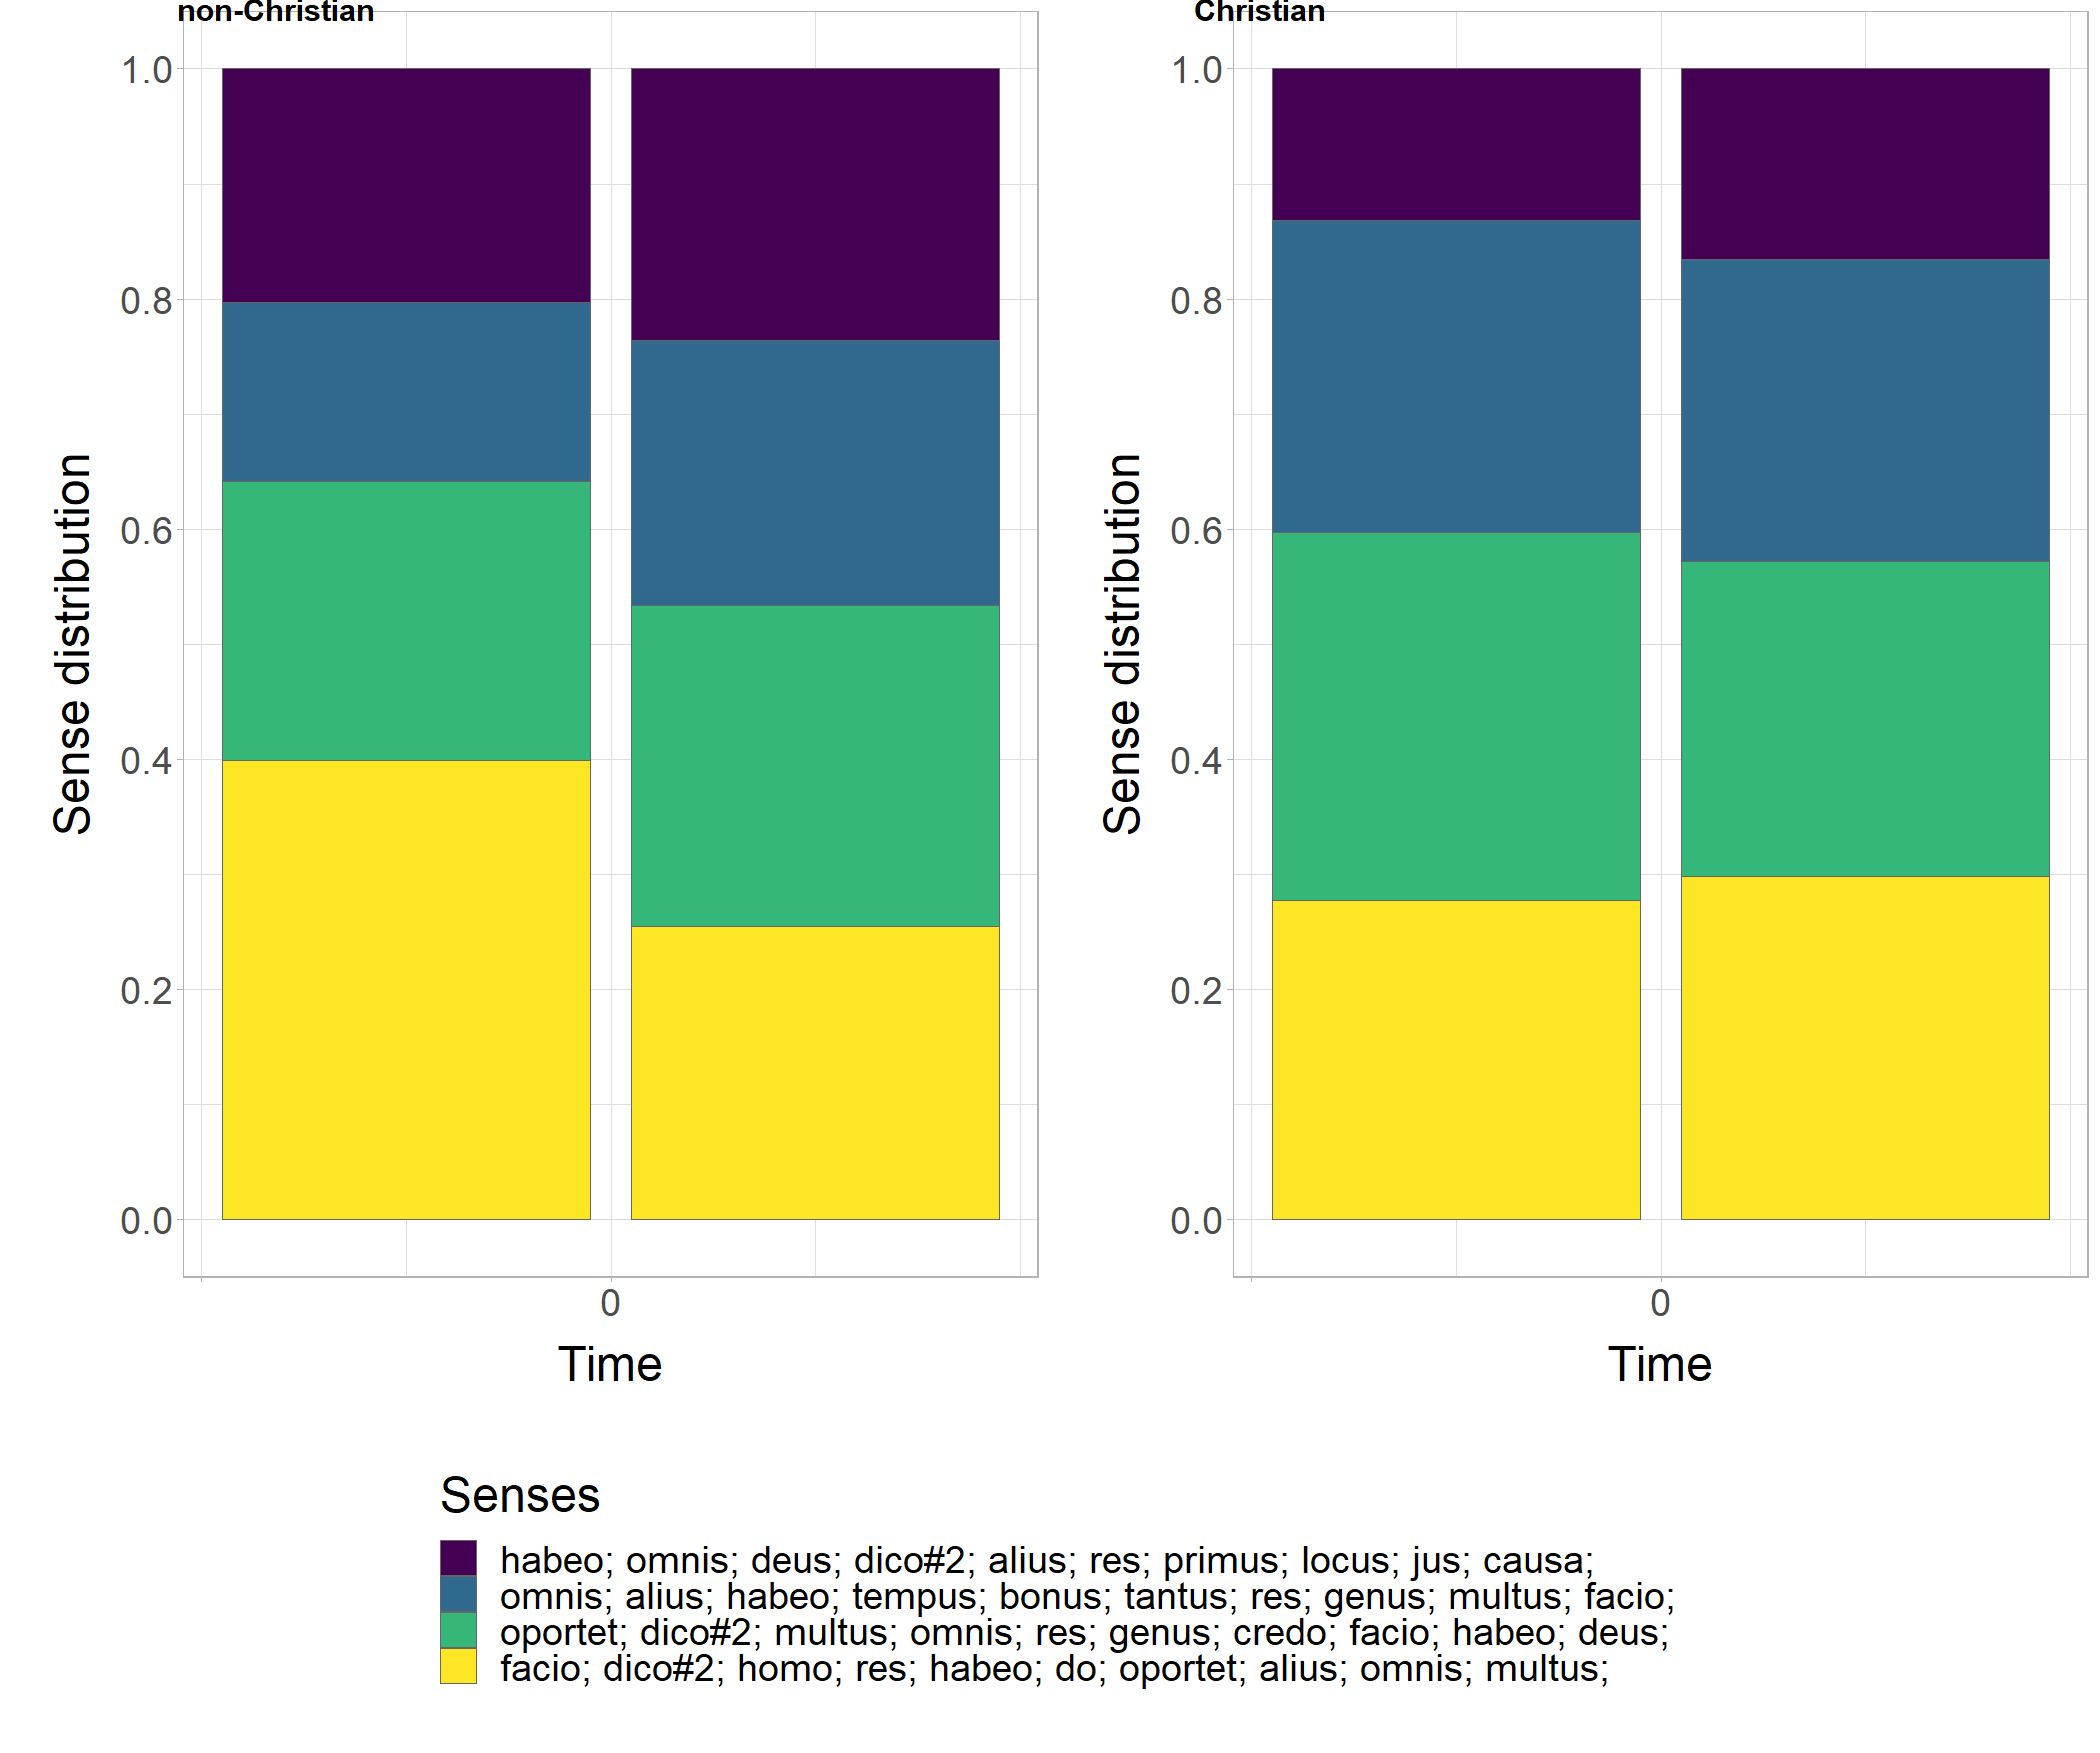 non-Christian
Christian
Sense distribution
1.0
0.8
0.6
0.4
0.2
0.0
0
Time
Sense distribution
1.0
0.8
0.6
0.4
0.2
0.0
0
Time
Senses
habeo; omnis; deus; dico#2; alius; res; primus; locus; jus; causa;
omnis; alius; habeo; tempus; bonus; tantus; res; genus; multus; facio;
oportet; dico#2; multus; omnis; res; genus; credo; facio; habeo; deus;
facio; dico#2; homo; res; habeo; do; oportet; alius; omnis; multus;